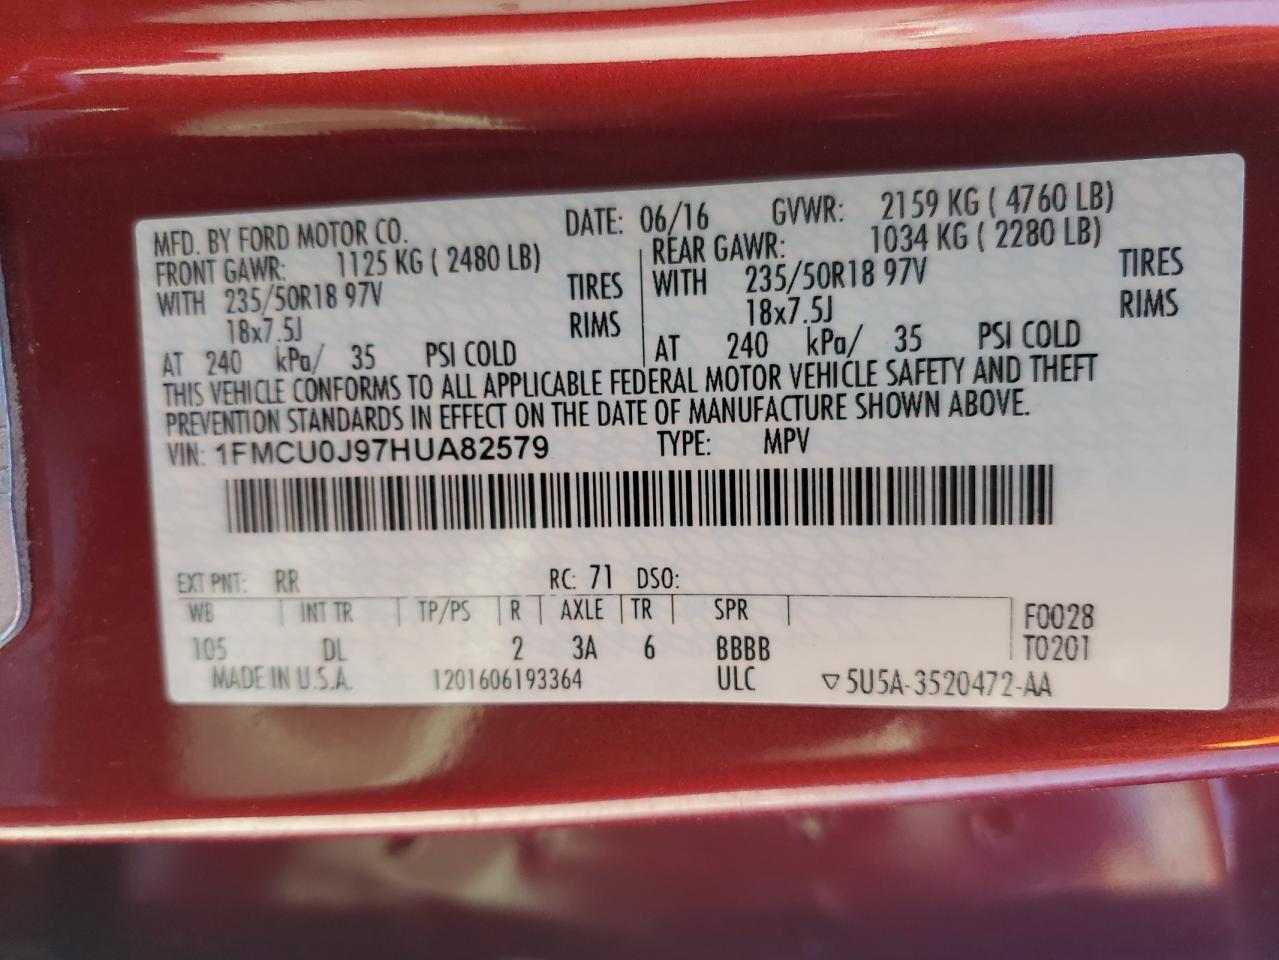 MFD. BY FORD MOTOR CO. DATE: 06/16 GVWR: 2159 KG ( 4760 LB)
FRONT GAWR: 1125 KG ( 2480 LB) REAR GAWR: 1034 KG ( 2280 LB)
WITH 235/50R18 97V TIRES WITH 235/50R18 97V TIRES
18x7.5J RIMS 18x7.5J RIMS
AT 240 kPa/ 35 PSI COLD AT 240 kPa/ 35 PSI COLD
THIS VEHICLE CONFORMS TO ALL APPLICABLE FEDERAL MOTOR VEHICLE SAFETY AND THEFT
PREVENTION STANDARDS IN EFFECT ON THE DATE OF MANUFACTURE SHOWN ABOVE.
VIN: 1FMCU0J97HUA82579 TYPE: MPV
EXT PNT: RR RC: 71 DSO:
WB INT TR TP/PS R AXLE TR SPR F0028
105 DL 2 3A 6 BBBB T0201
MADE IN U.S.A. 1201606193364 ULC ▽5U5A-3520472-AA